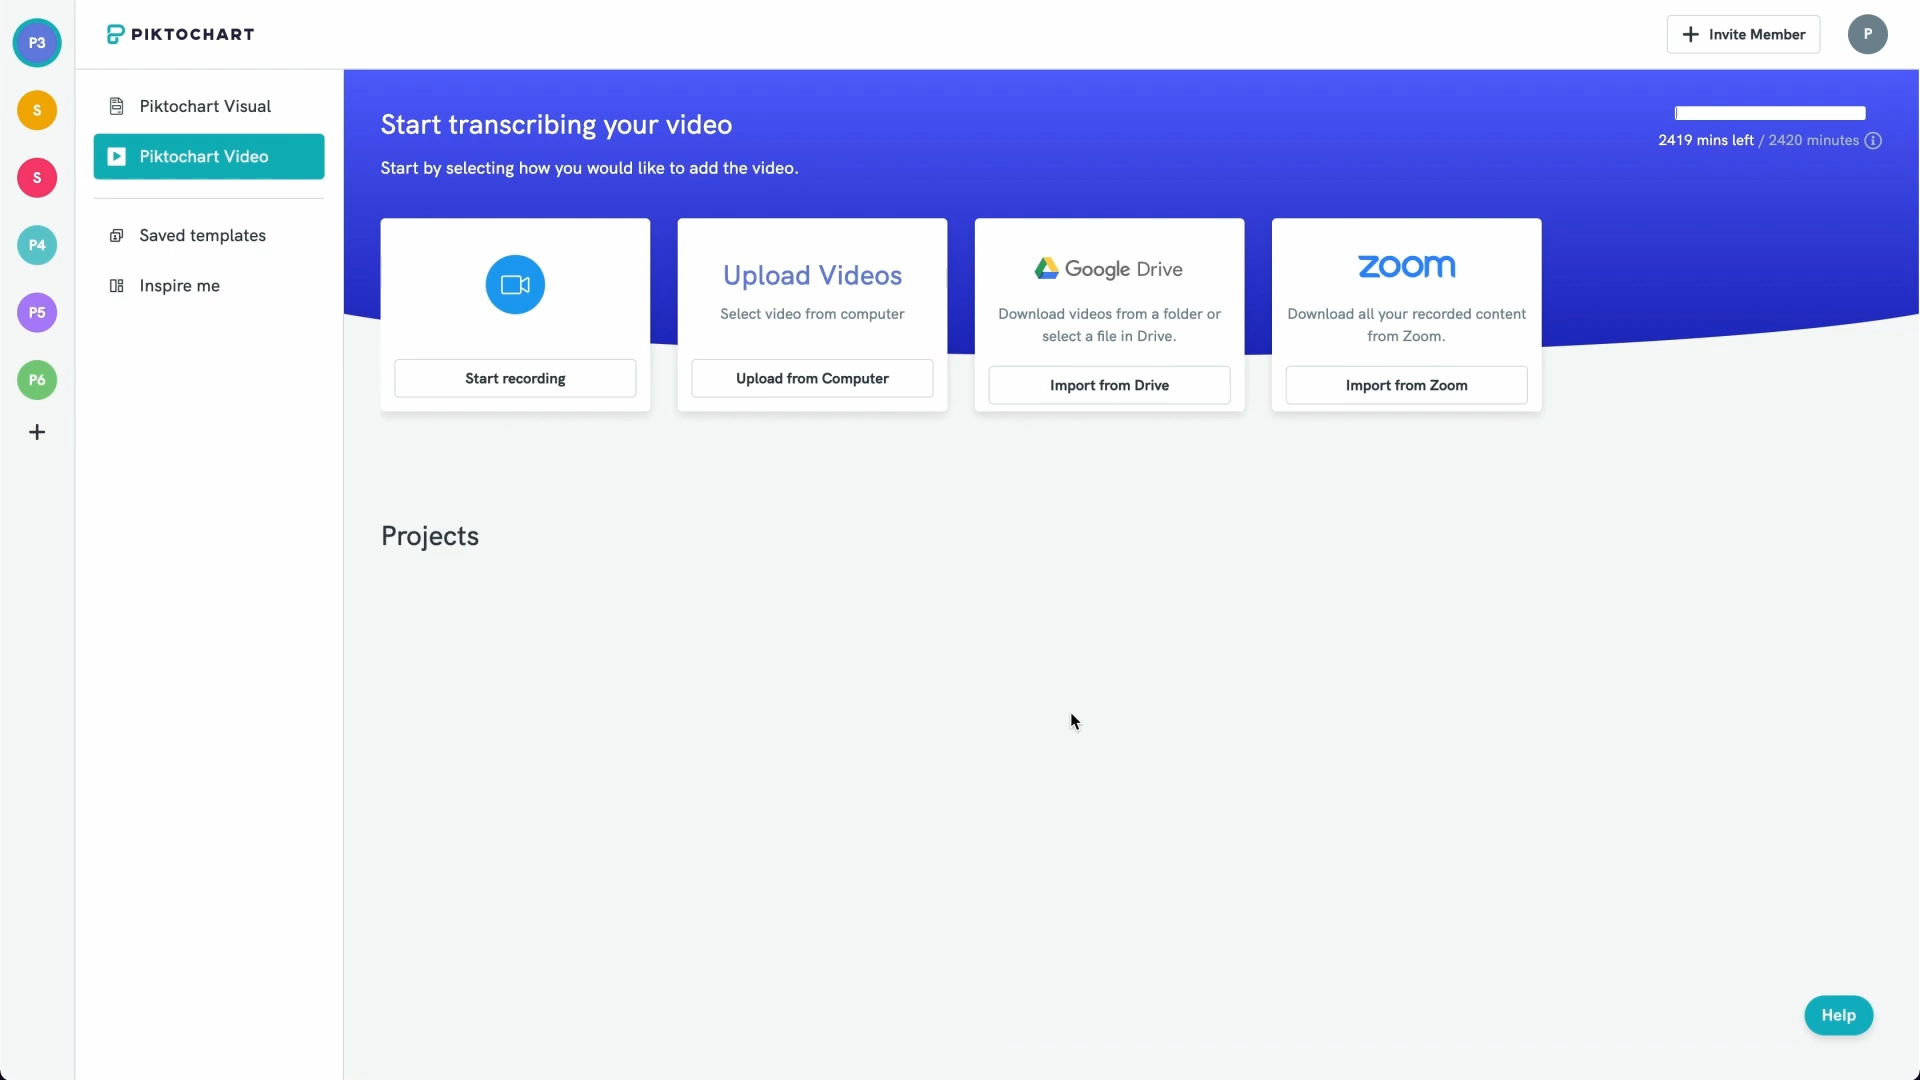 P3
S
S
P4
P5
P6
PIKTOCHART
Invite Member
P
Piktochart Visual
Piktochart Video
Saved templates
Inspire me
Start transcribing your video
Start by selecting how you would like to add the video.
2419 mins left / 2420 minutes
Start recording
Upload Videos
Select video from computer
Upload from Computer
Google Drive
Download videos from a folder or
select a file in Drive.
Import from Drive
zoom
Download all your recorded content
from Zoom.
Import from Zoom
Projects
Help